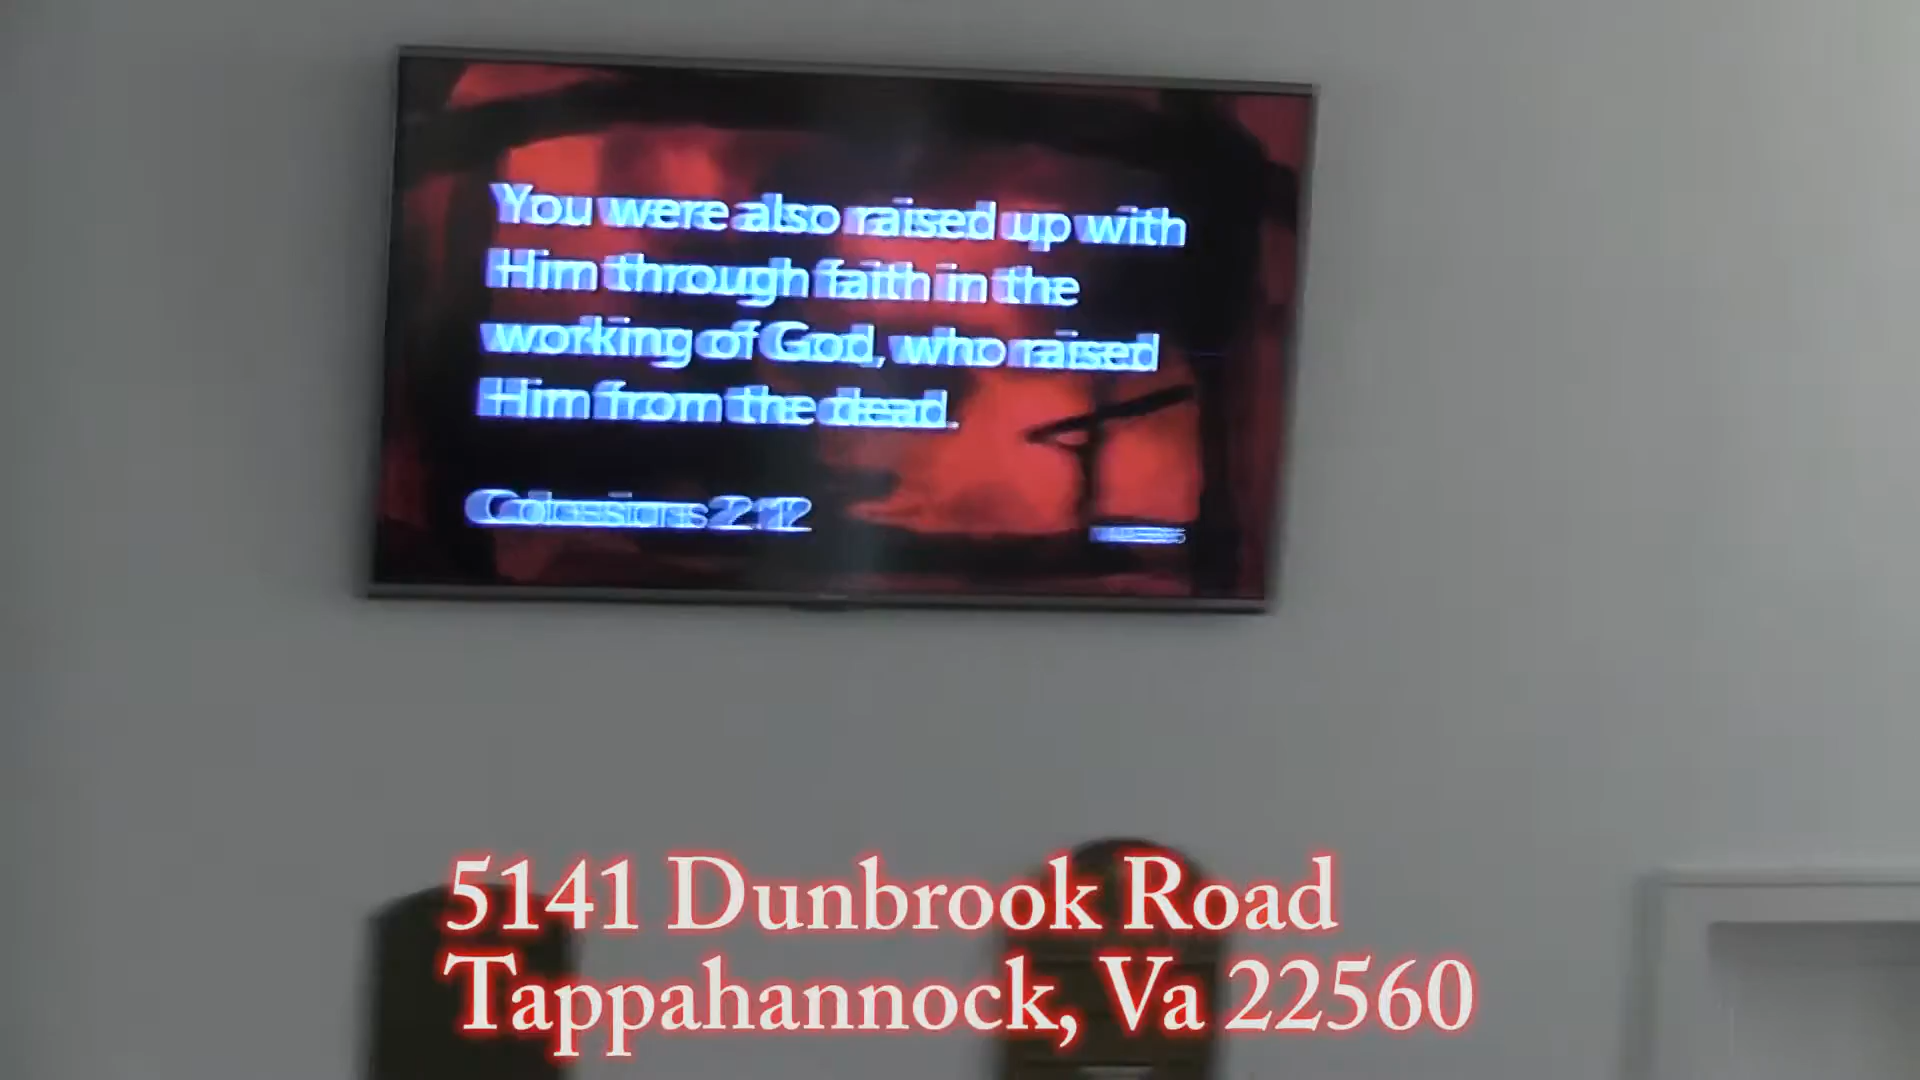 You were also raised up with
Him through faith in the
working of God, who raised
Him from the dead.
Colossians 2:12
5141 Dunbrook Road
Tappahannock, Va 22560